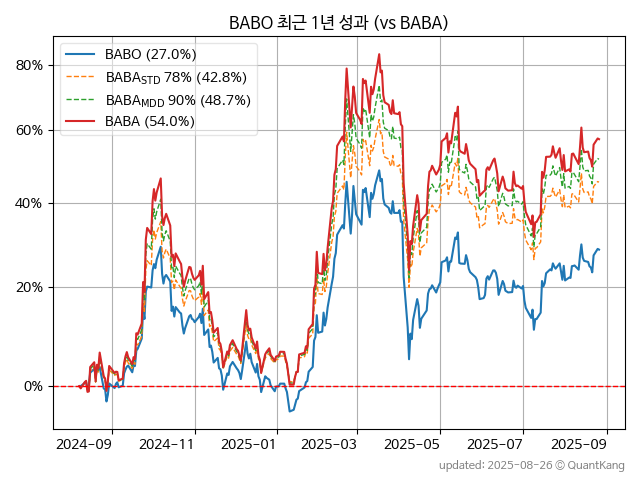 BABO 최근 1년 성과 (vs BABA)
BABO (27.0%)
BABA_STD 78% (42.8%)
BABA_MDD 90% (48.7%)
BABA (54.0%)
80%
60%
40%
20%
0%
2024-09 2024-11 2025-01 2025-03 2025-05 2025-07 2025-09
updated: 2025-08-26 © QuantKang